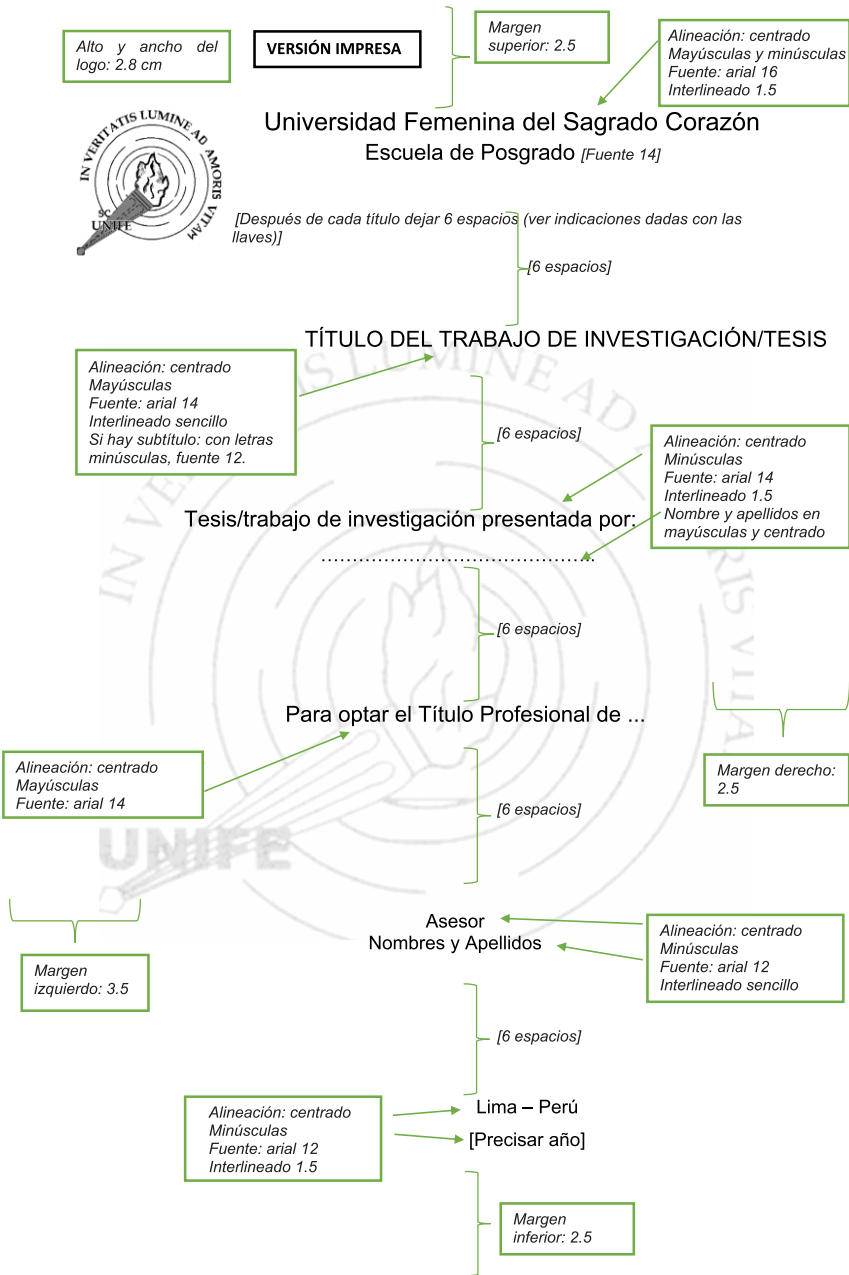 Alto y ancho del
logo: 2.8 cm
VERSIÓN IMPRESA
Margen
superior: 2.5
Alineación: centrado
Mayúsculas y minúsculas
Fuente: arial 16
Interlineado 1.5
IN VERITATIS LUMINE AD AMORIS VITAM
SC
UNIFE
Universidad Femenina del Sagrado Corazón
Escuela de Posgrado [Fuente 14]
[Después de cada título dejar 6 espacios (ver indicaciones dadas con las
llaves)]
[6 espacios]
TÍTULO DEL TRABAJO DE INVESTIGACIÓN/TESIS
Alineación: centrado
Mayúsculas
Fuente: arial 14
Interlineado sencillo
Si hay subtítulo: con letras
minúsculas, fuente 12.
[6 espacios]
Alineación: centrado
Minúsculas
Fuente: arial 14
Interlineado 1.5
Nombre y apellidos en
mayúsculas y centrado
Tesis/trabajo de investigación presentada por:
............................................
[6 espacios]
Para optar el Título Profesional de ...
Alineación: centrado
Mayúsculas
Fuente: arial 14
Margen derecho:
2.5
[6 espacios]
UNIFE
Asesor
Nombres y Apellidos
Alineación: centrado
Minúsculas
Fuente: arial 12
Interlineado sencillo
Margen
izquierdo: 3.5
[6 espacios]
Alineación: centrado
Minúsculas
Fuente: arial 12
Interlineado 1.5
Lima – Perú
[Precisar año]
Margen
inferior: 2.5